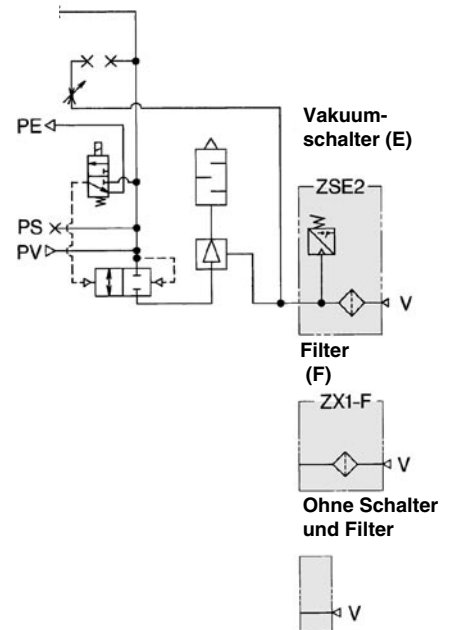 PE
PS
PV
Vakuum-
schalter (E)
ZSE2
V
Filter
(F)
ZX1-F
V
Ohne Schalter
und Filter
V